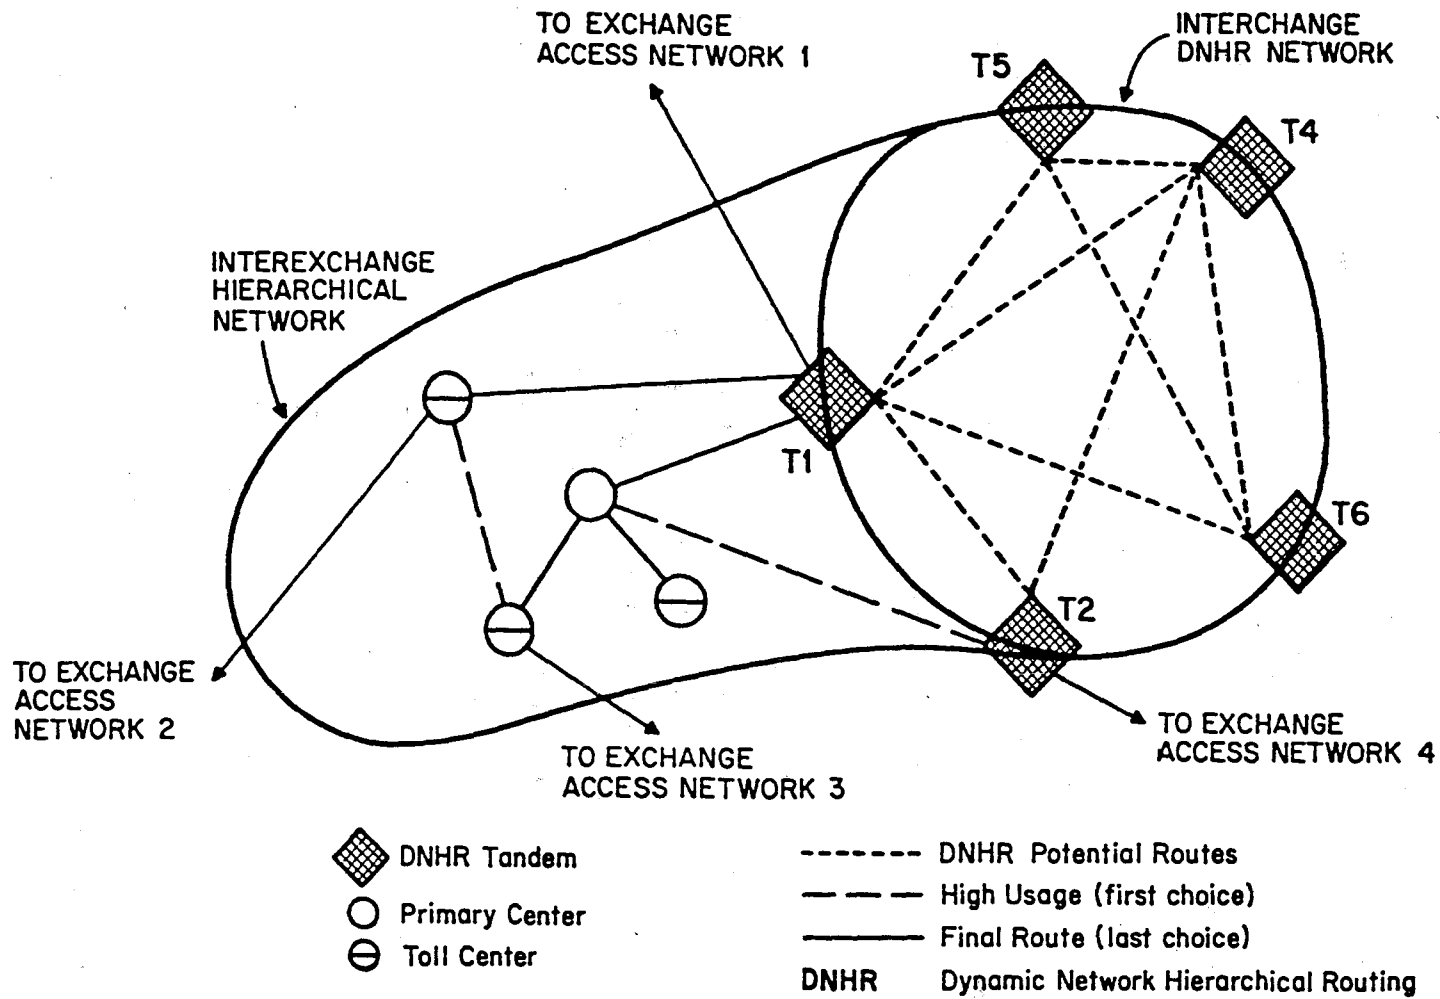 TO EXCHANGE
ACCESS NETWORK 1
INTERCHANGE
DNHR NETWORK
T5
T4
INTEREXCHANGE
HIERARCHICAL
NETWORK
T1
T6
T2
TO EXCHANGE
ACCESS
NETWORK 2
TO EXCHANGE
ACCESS NETWORK 3
TO EXCHANGE
ACCESS NETWORK 4
DNHR Tandem
Primary Center
Toll Center
DNHR Potential Routes
High Usage (first choice)
Final Route (last choice)
DNHR Dynamic Network Hierarchical Routing